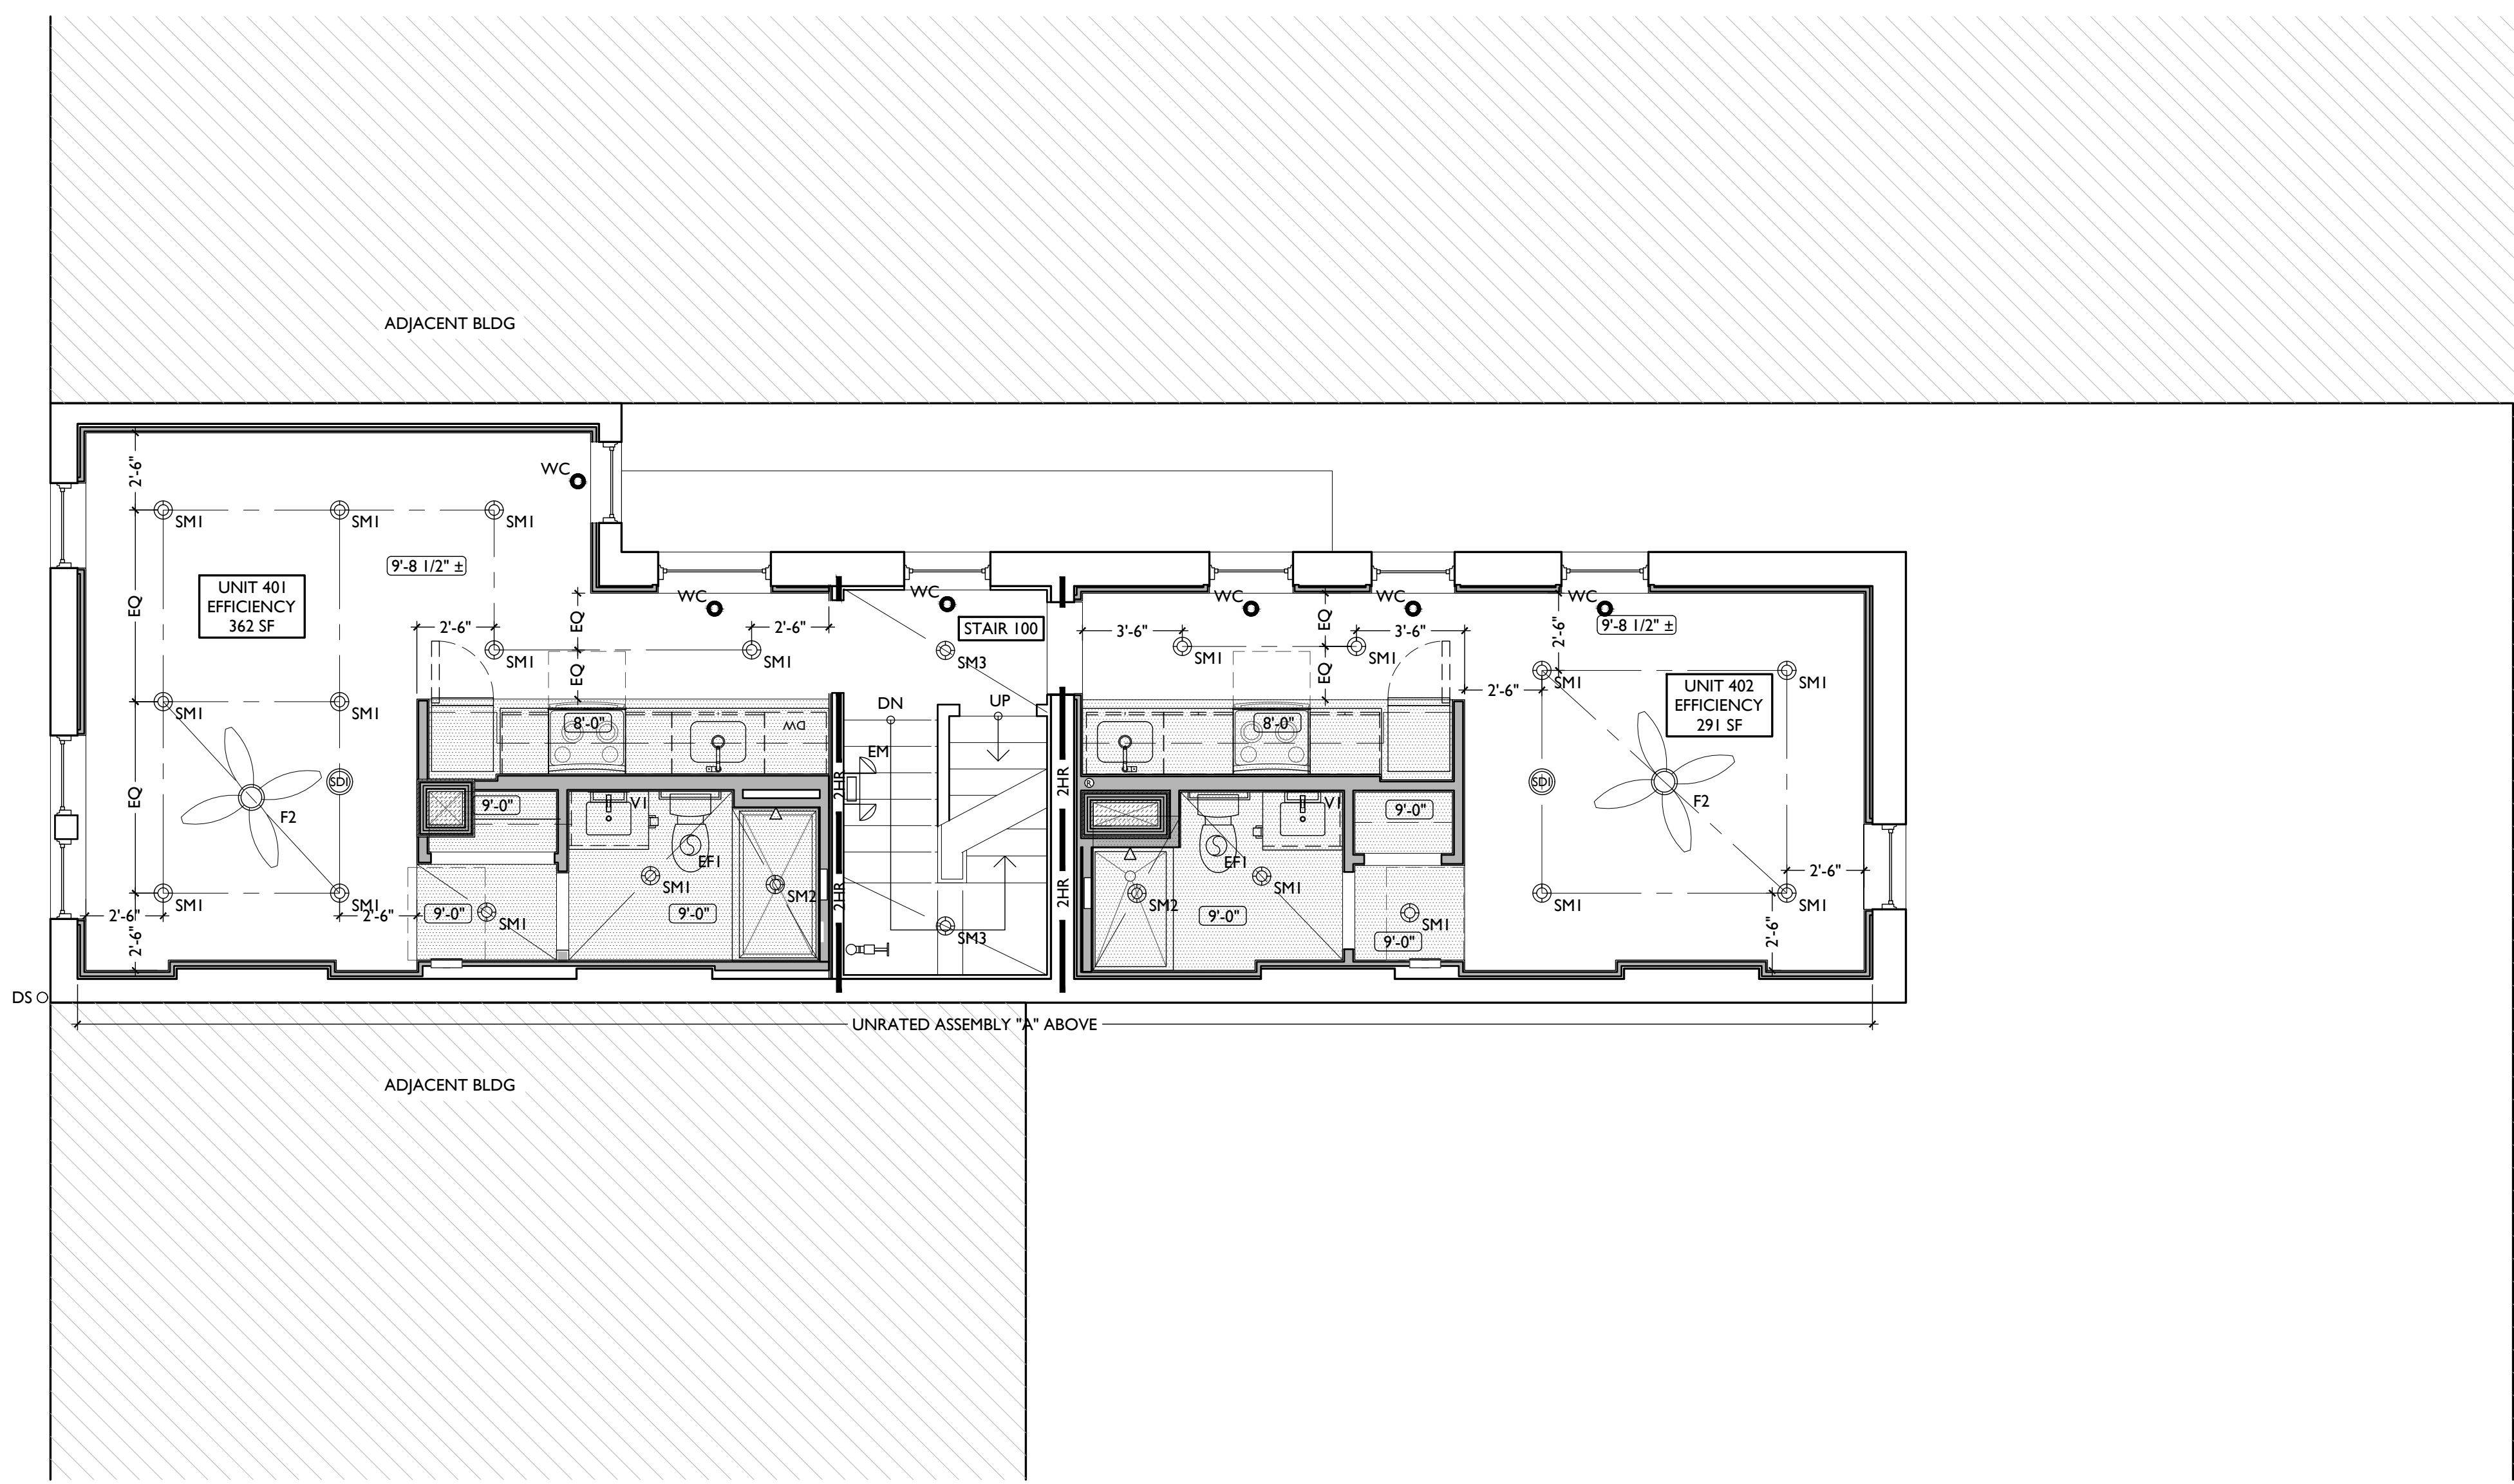 ADJACENT BLDG
WC
2'-6"
SM1
SM1
SM1
9'-8 1/2" ±
UNIT 401
EFFICIENCY
362 SF
EQ
WC
WC
WC
WC
WC
9'-8 1/2" ±
2'-6"
EQ
2'-6"
STAIR 100
3'-6"
EQ
3'-6"
2'-6"
SM1
SM1
SM3
SM1
SM1
EQ
EQ
SM1
SM1
2'-6"
UNIT 402
EFFICIENCY
291 SF
SM1
SM1
DN
UP
8'-0"
DW
8'-0"
EM
SD1
2HR
2HR
R
SD1
EQ
F2
9'-0"
V1
V1
9'-0"
F2
EF1
EF1
SM1
SM2
2HR
2HR
SM2
SM1
2'-6"
SM1
SM1
2'-6"
2'-6"
9'-0"
SM1
9'-0"
SM3
9'-0"
SM1
9'-0"
SM1
SM1
2'-6"
2'-6"
DS
UNRATED ASSEMBLY "A" ABOVE
ADJACENT BLDG